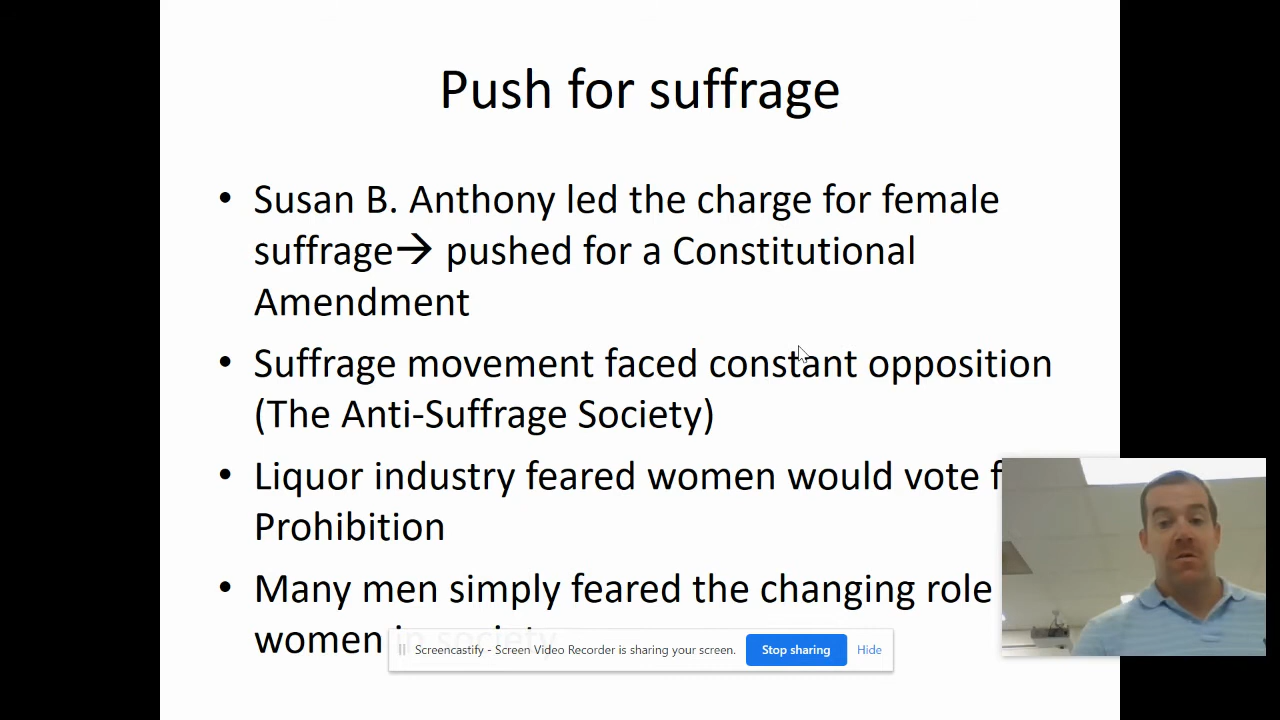 Push for suffrage
• Susan B. Anthony led the charge for female
suffrage→ pushed for a Constitutional
Amendment
• Suffrage movement faced constant opposition
(The Anti-Suffrage Society)
• Liquor industry feared women would vote f
Prohibition
• Many men simply feared the changing role
women in society
Screencastify - Screen Video Recorder is sharing your screen.
Stop sharing
Hide